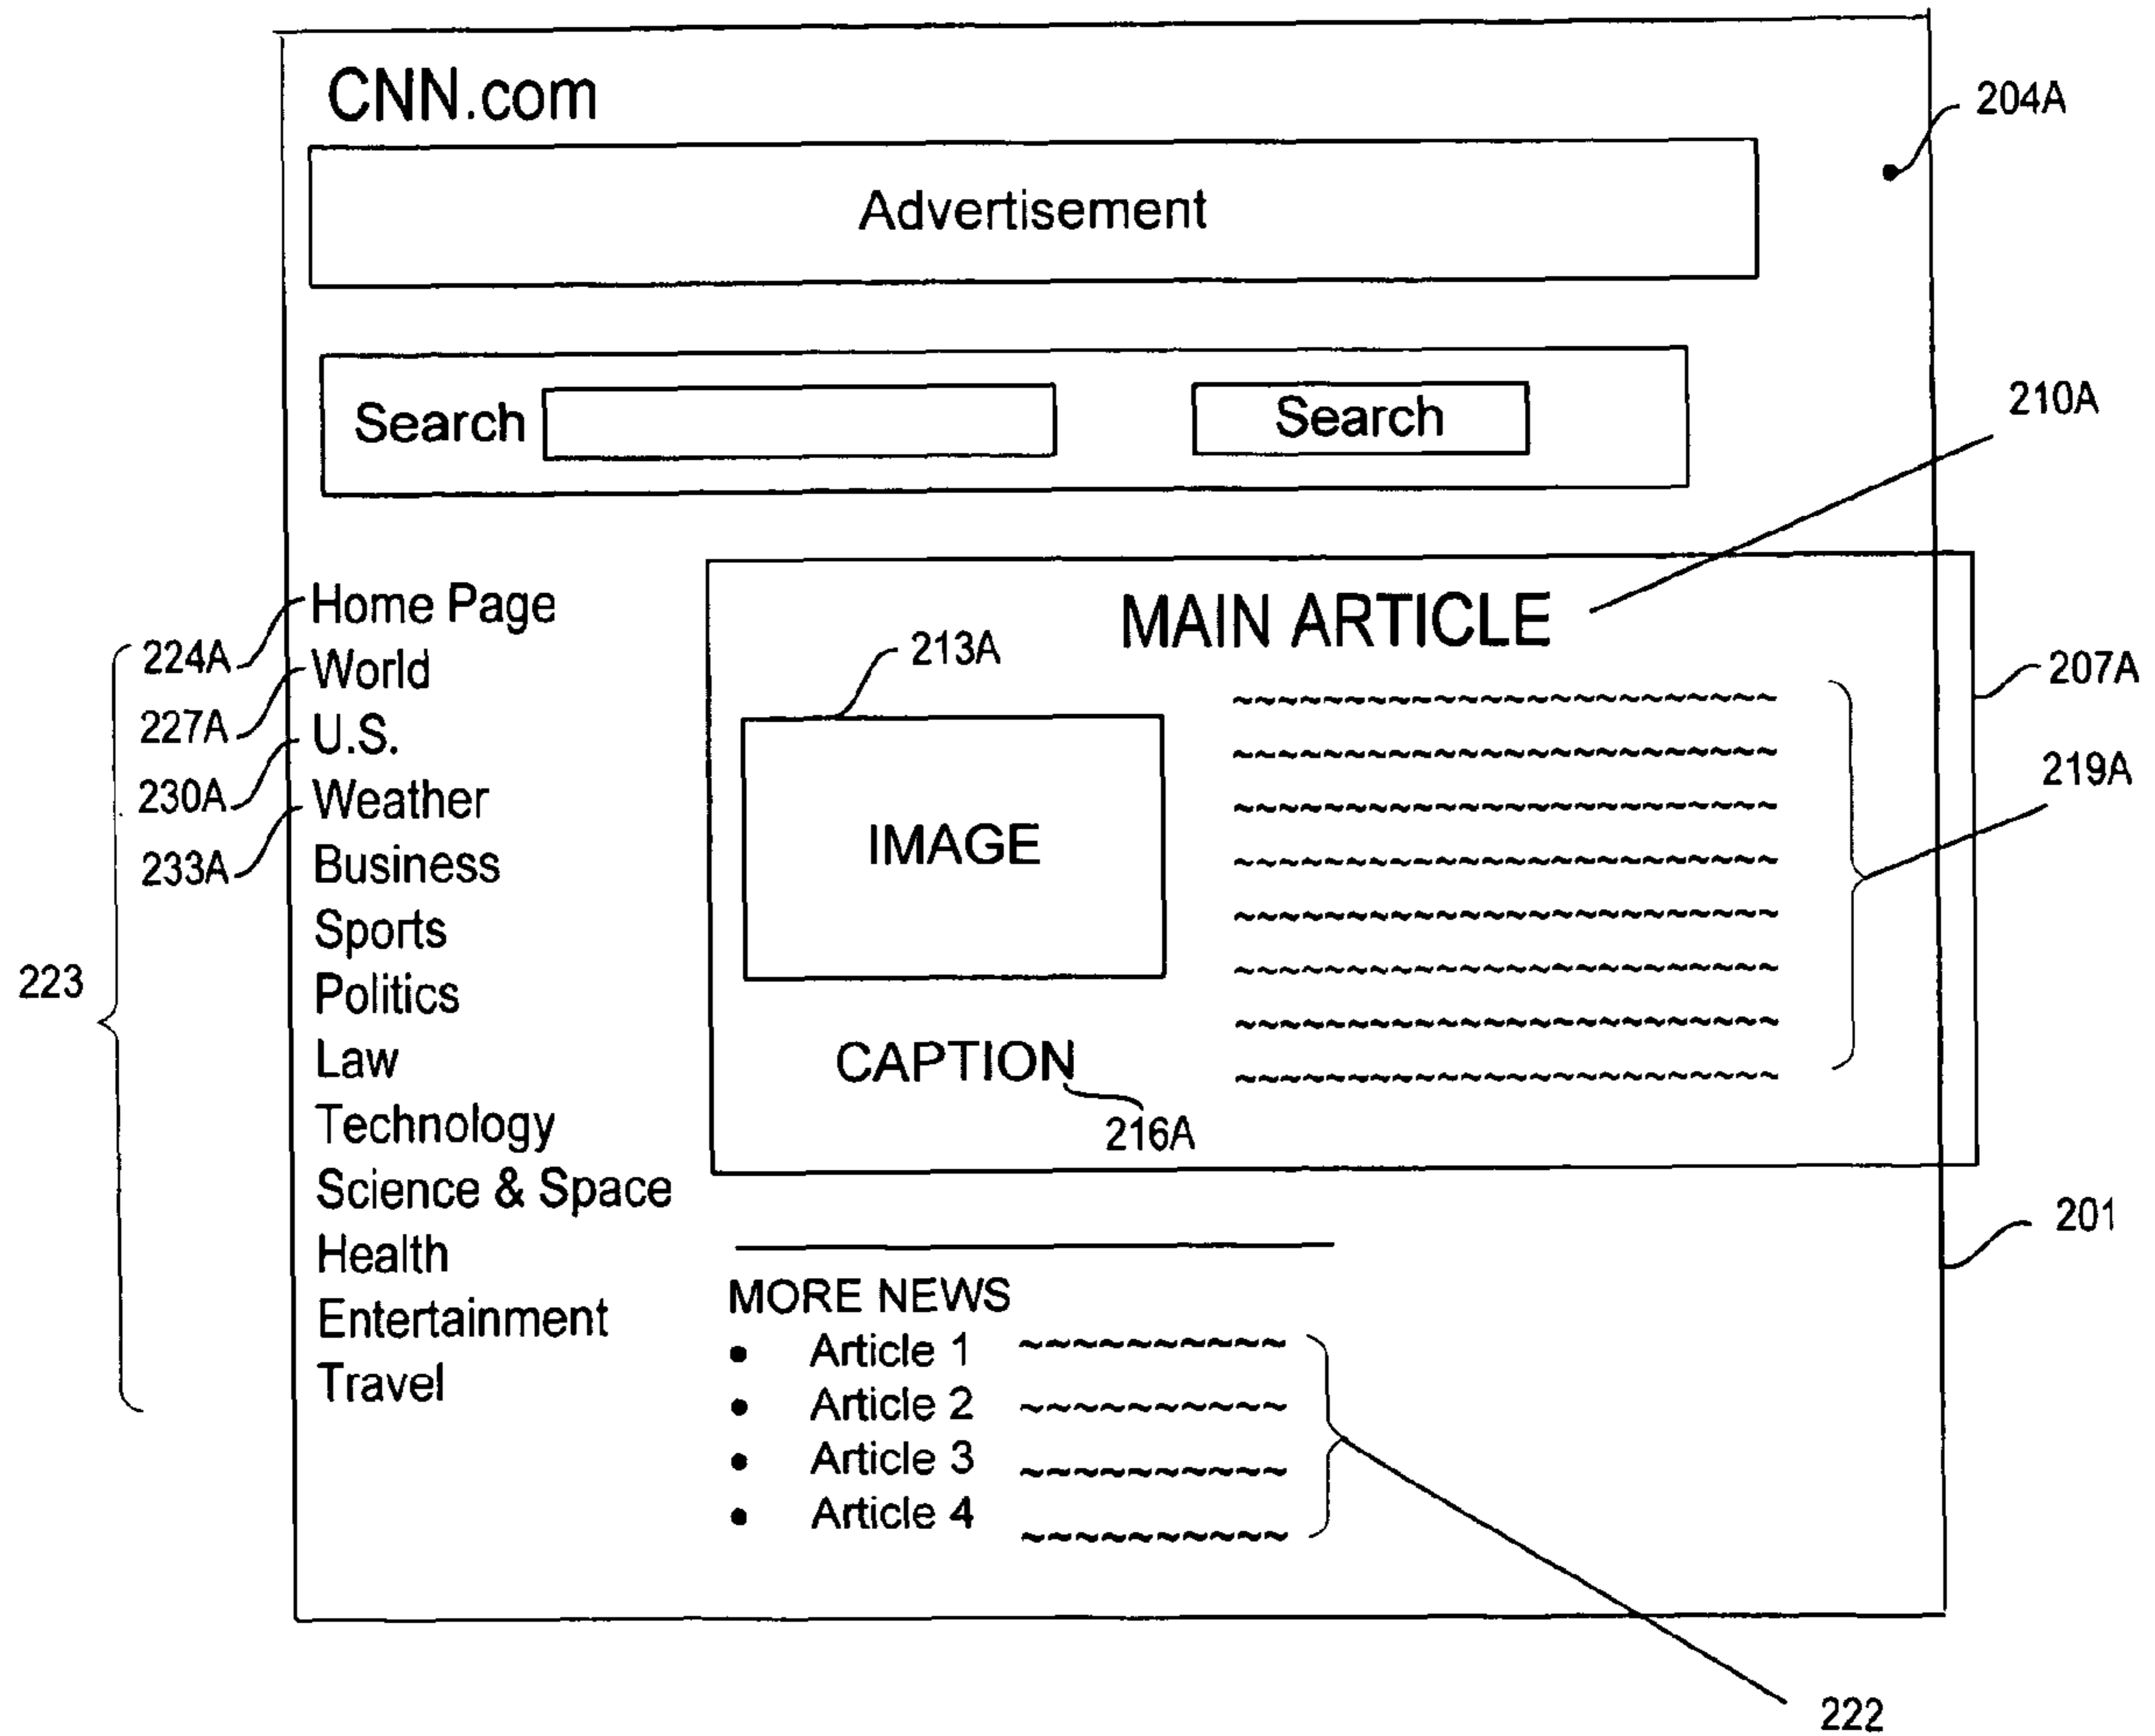 CNN.com
204A
Advertisement
Search
Search
210A
Home Page
World
U.S.
Weather
Business
Sports
Politics
Law
Technology
Science & Space
Health
Entertainment
Travel
224A
227A
230A
233A
223
MAIN ARTICLE
213A
IMAGE
CAPTION
216A
207A
219A
201
MORE NEWS
• Article 1
• Article 2
• Article 3
• Article 4
222